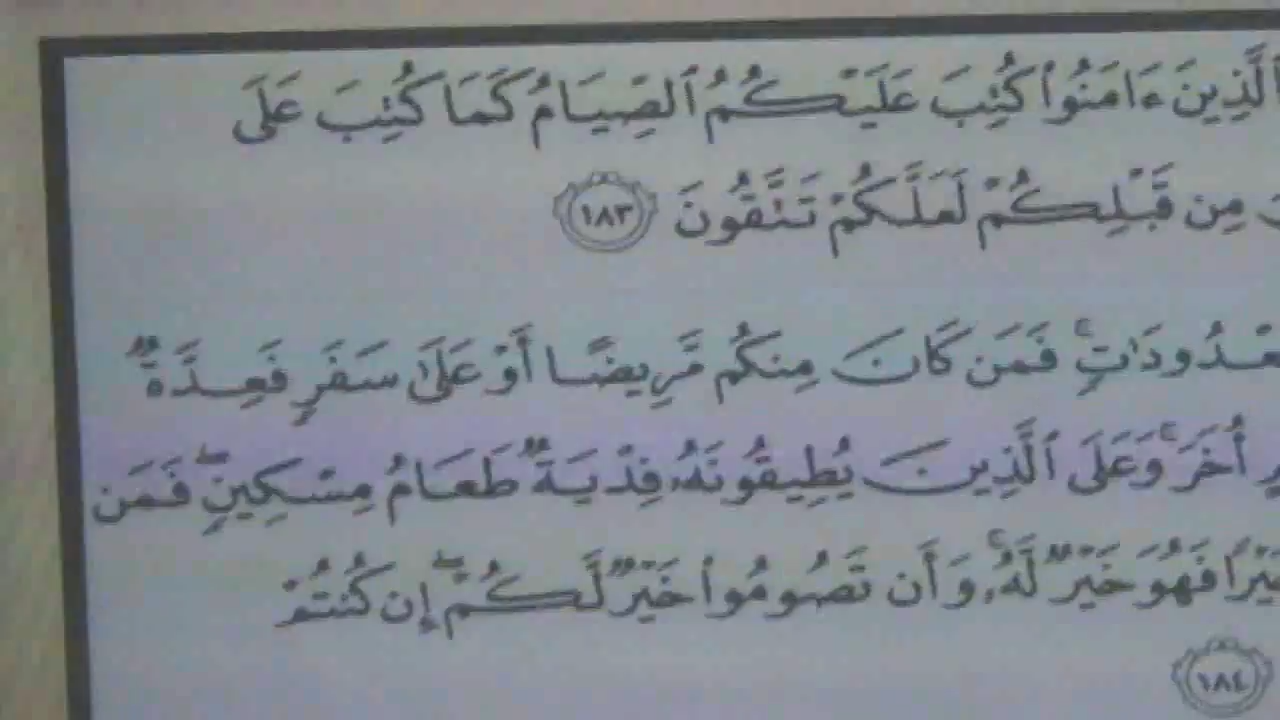 ٱلَّذِينَ ءَامَنُوا۟ كُتِبَ عَلَيْكُمُ ٱلصِّيَامُ كَمَا كُتِبَ عَلَى
مِن قَبْلِكُمْ لَعَلَّكُمْ تَتَّقُونَ ١٨٣
فَمَن كَانَ مِنكُم مَّرِيضًا أَوْ عَلَىٰ سَفَرٍ فَعِدَّةٌ
أُخَرَ ۚ وَعَلَى ٱلَّذِينَ يُطِيقُونَهُۥ فِدْيَةٌ طَعَامُ مِسْكِينٍ ۖ فَمَن
فَهُوَ خَيْرٌ لَّهُۥ ۚ وَأَن تَصُومُوا۟ خَيْرٌ لَّكُمْ ۖ إِن كُنتُمْ
١٨٤